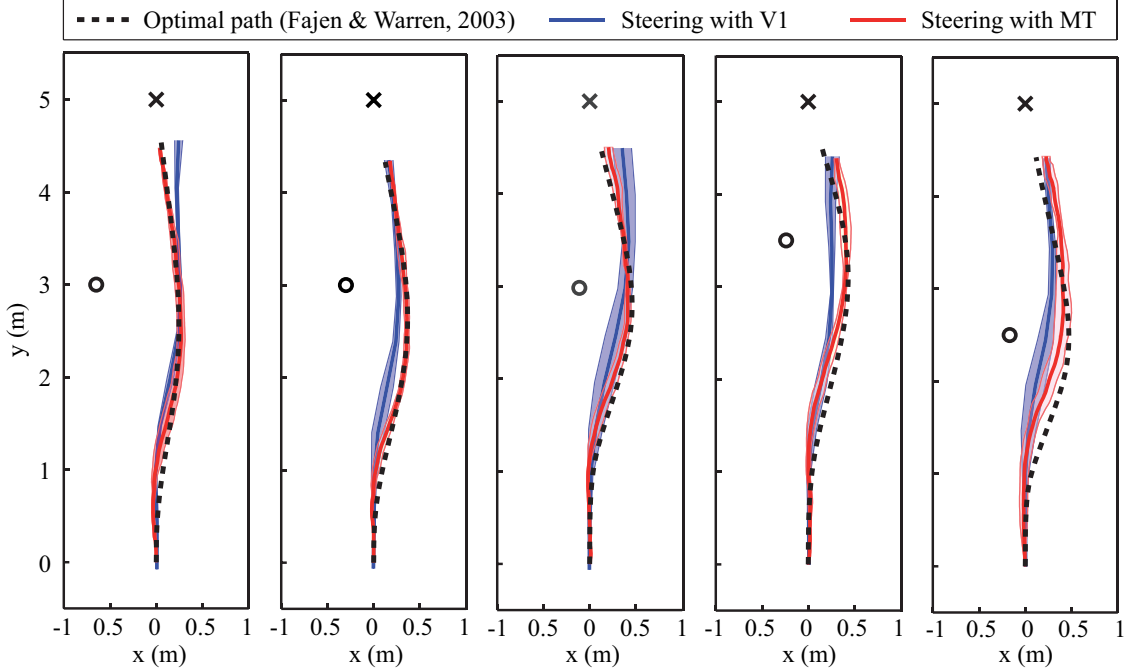 Optimal path (Fajen & Warren, 2003) Steering with V1 Steering with MT
5
4
3
2
1
0
y (m)
-1 0.5 0 0.5 1
-1 0.5 0 0.5 1
-1 0.5 0 0.5 1
-1 0.5 0 0.5 1
-1 0.5 0 0.5 1
x (m) x (m) x (m) x (m) x (m)